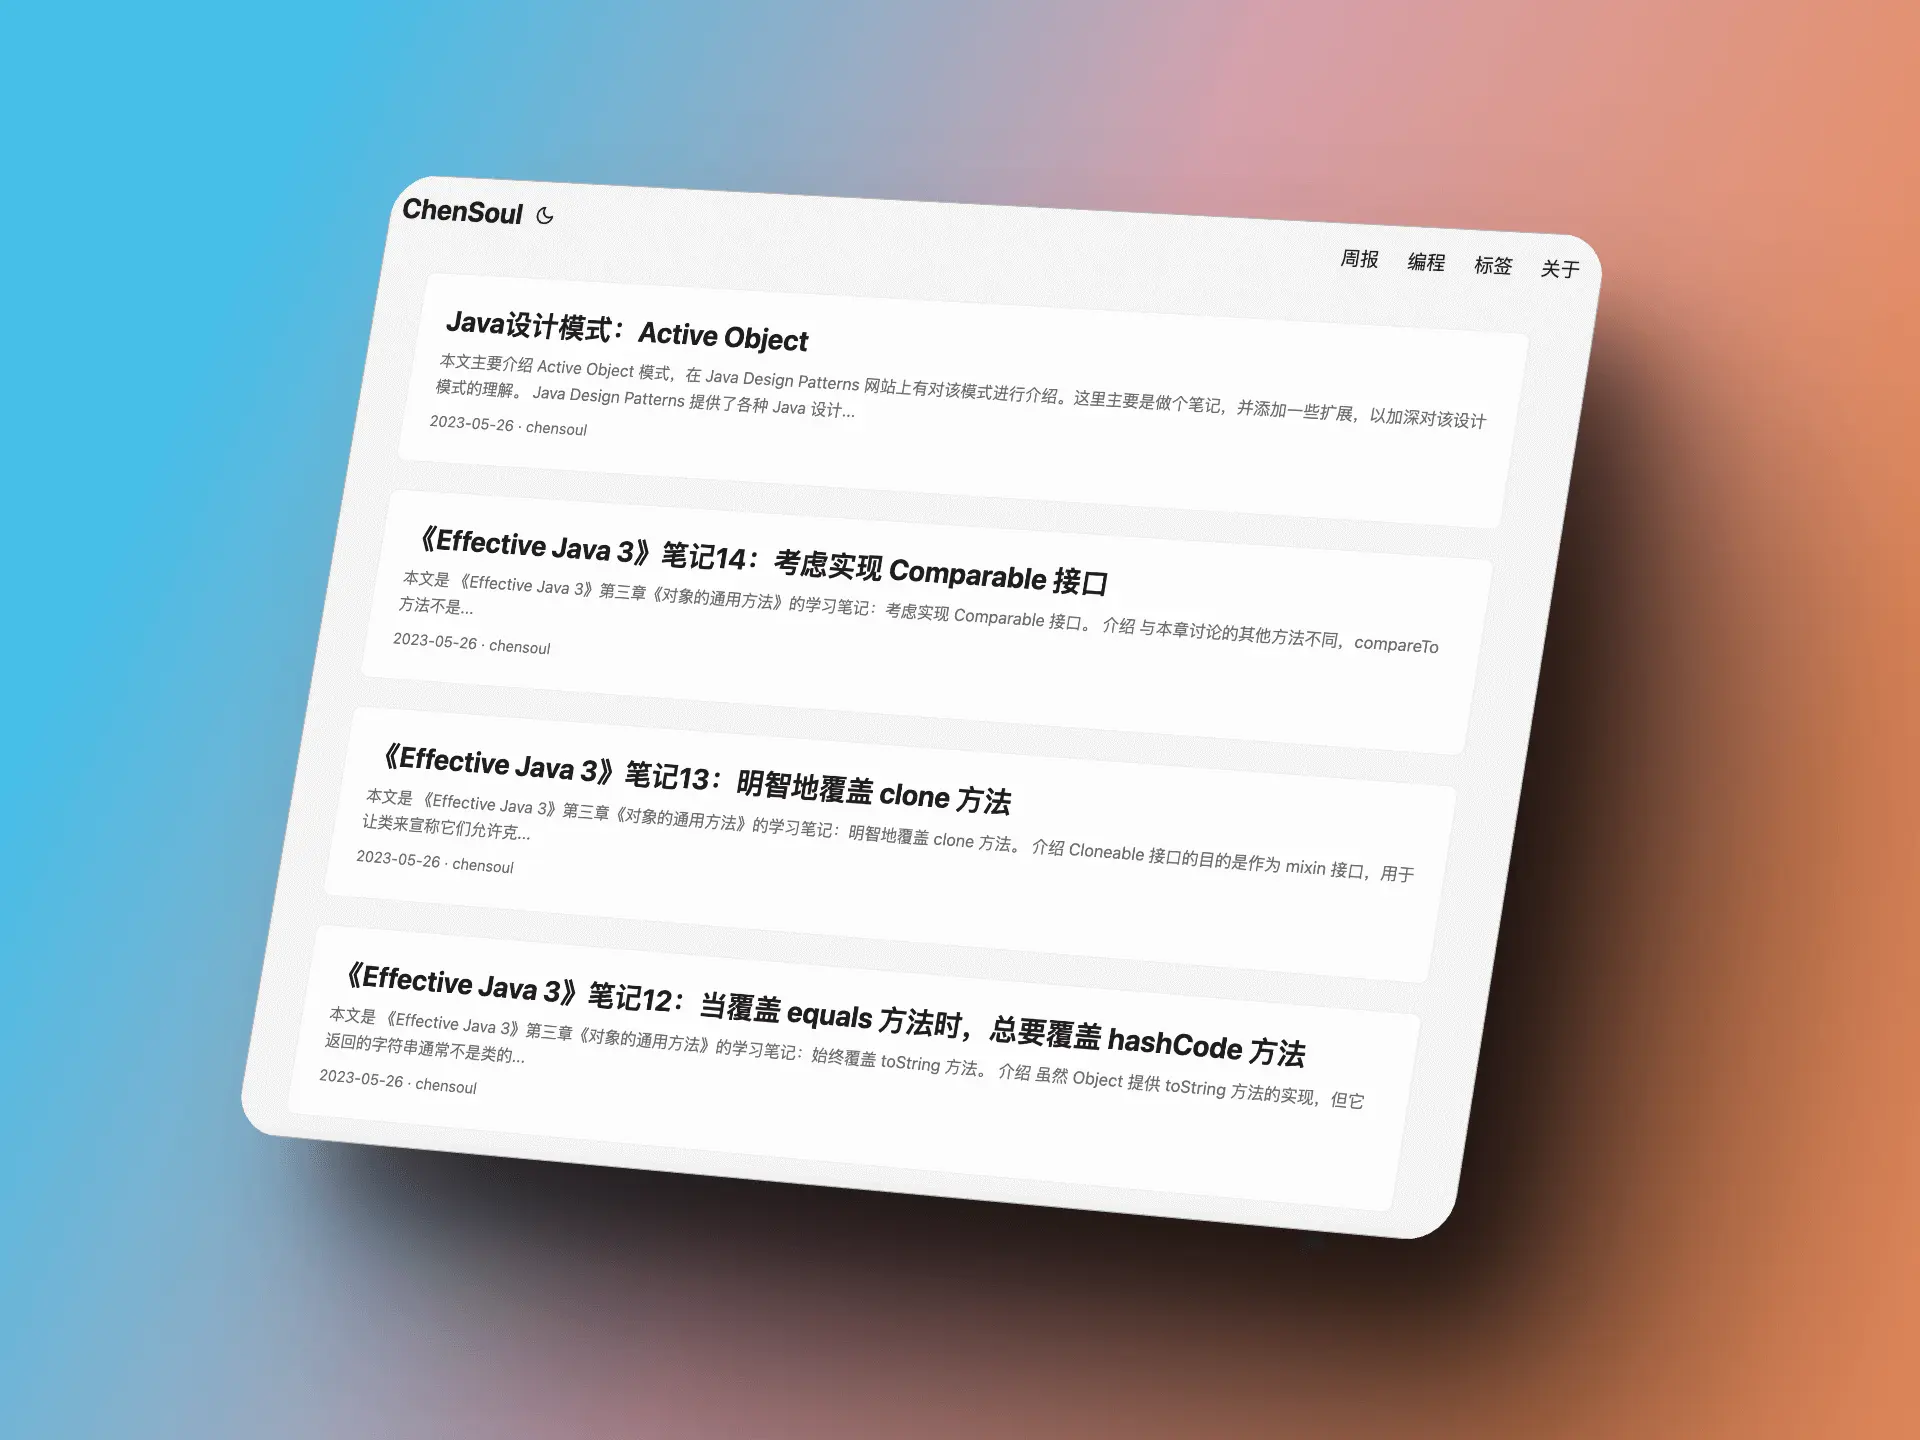 ChenSoul
周报 编程 标签 关于
Java设计模式：Active Object
本文主要介绍 Active Object 模式，在 Java Design Patterns 网站上有对该模式进行介绍。这里主要是做个笔记，并添加一些扩展，以加深对该设计
模式的理解。 Java Design Patterns 提供了各种 Java 设计...
2023-05-26 · chensoul
《Effective Java 3》笔记14：考虑实现 Comparable 接口
本文是 《Effective Java 3》第三章《对象的通用方法》的学习笔记：考虑实现 Comparable 接口。 介绍 与本章讨论的其他方法不同，compareTo
方法不是...
2023-05-26 · chensoul
《Effective Java 3》笔记13：明智地覆盖 clone 方法
本文是 《Effective Java 3》第三章《对象的通用方法》的学习笔记：明智地覆盖 clone 方法。 介绍 Cloneable 接口的目的是作为 mixin 接口，用于
让类来宣称它们允许克...
2023-05-26 · chensoul
《Effective Java 3》笔记12：当覆盖 equals 方法时，总要覆盖 hashCode 方法
本文是 《Effective Java 3》第三章《对象的通用方法》的学习笔记：始终覆盖 toString 方法。 介绍 虽然 Object 提供 toString 方法的实现，但它
返回的字符串通常不是类的...
2023-05-26 · chensoul